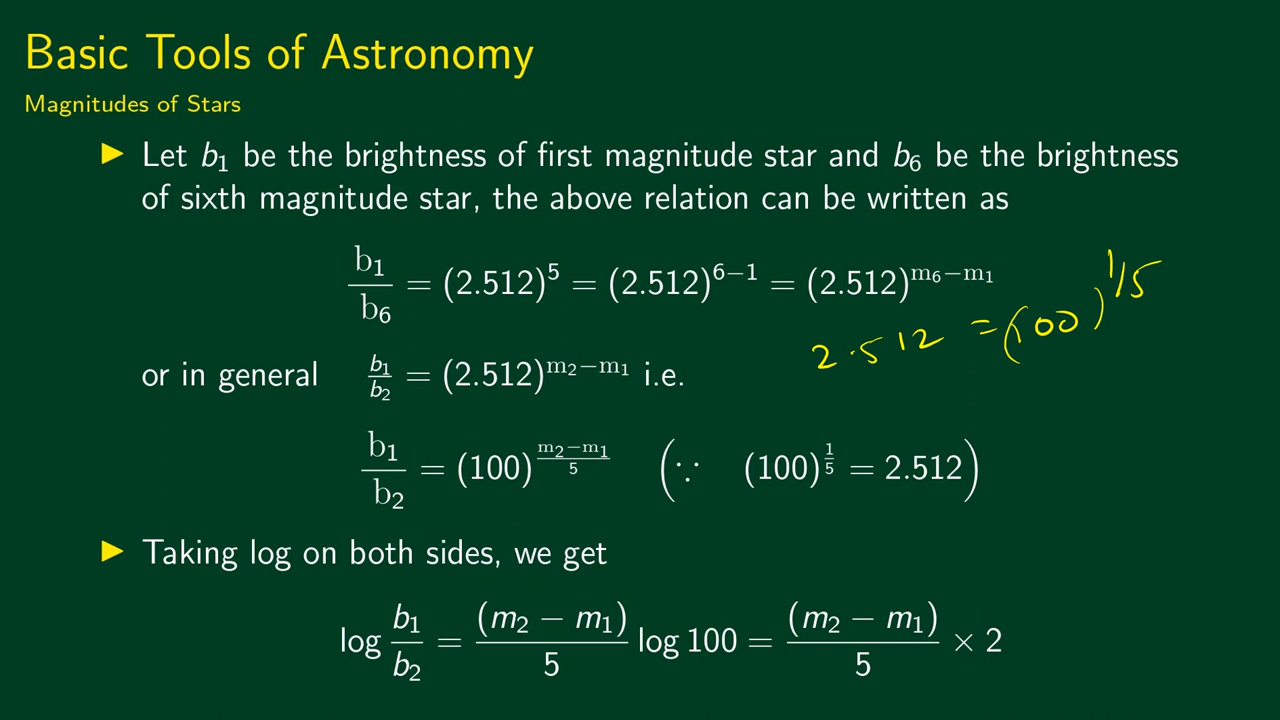 Basic Tools of Astronomy
Magnitudes of Stars
▶ Let b₁ be the brightness of first magnitude star and b₆ be the brightness
of sixth magnitude star, the above relation can be written as
b₁/b₆ = (2.512)⁵ = (2.512)⁶⁻¹ = (2.512)^(m₆−m₁)
2.512 = (100)^(1/5)
or in general b₁/b₂ = (2.512)^(m₂−m₁) i.e.
b₁/b₂ = (100)^((m₂−m₁)/5) (∵ (100)^(1/5) = 2.512)
▶ Taking log on both sides, we get
log b₁/b₂ = (m₂ − m₁)/5 log 100 = (m₂ − m₁)/5 × 2